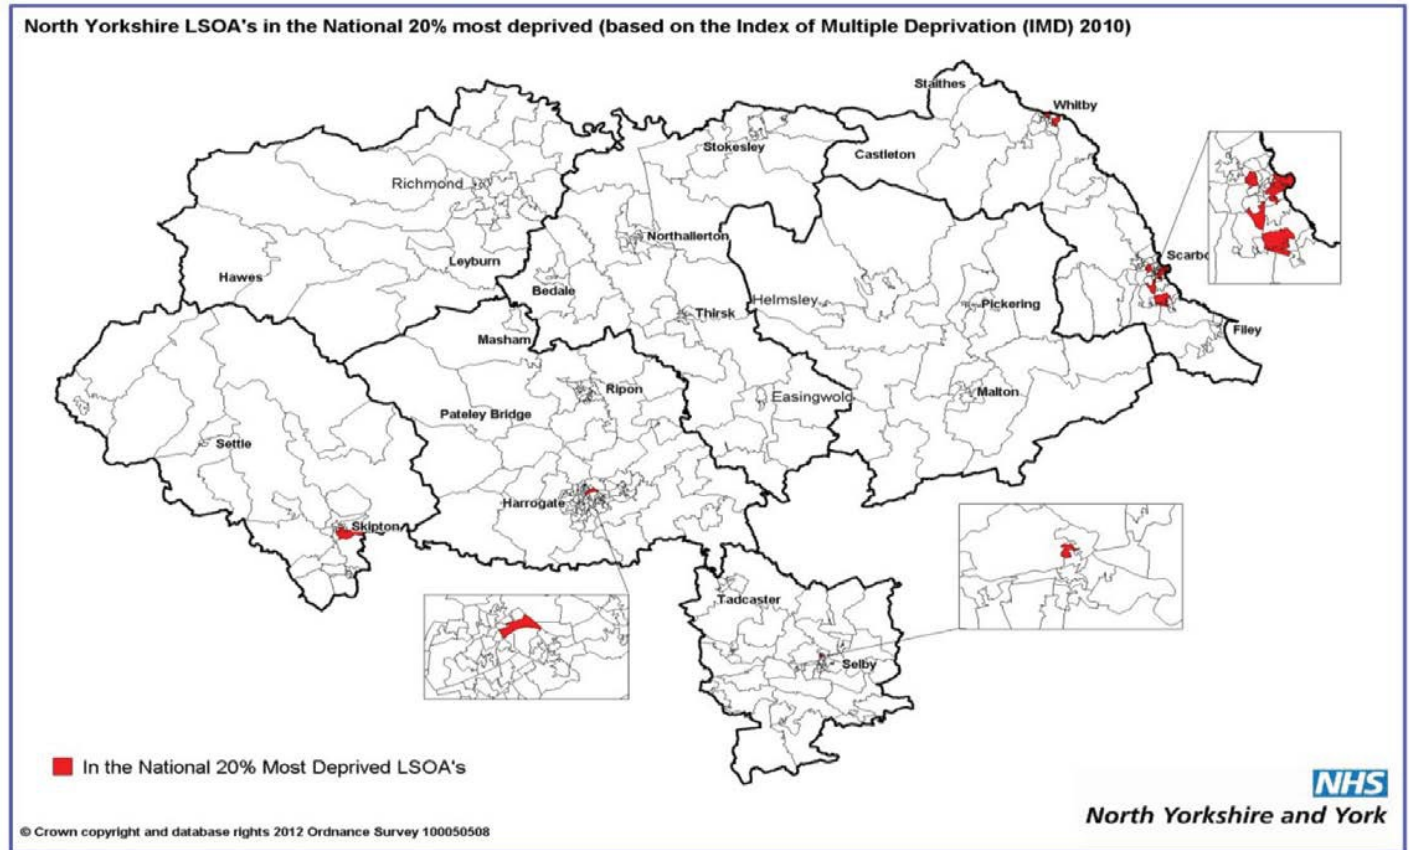 North Yorkshire LSOA's in the National 20% most deprived (based on the Index of Multiple Deprivation (IMD) 2010)
Staithes
Whitby
Stokesley
Castleton
Richmond
Northallerton
Scarbo
Leyburn
Hawes
Bedale
Helmsley
Pickering
Thirsk
Filey
Masham
Ripon
Easingwold
Malton
Pateley Bridge
Settle
Harrogate
Skipton
Tadcaster
Selby
In the National 20% Most Deprived LSOA's
NHS
North Yorkshire and York
© Crown copyright and database rights 2012 Ordnance Survey 100050508